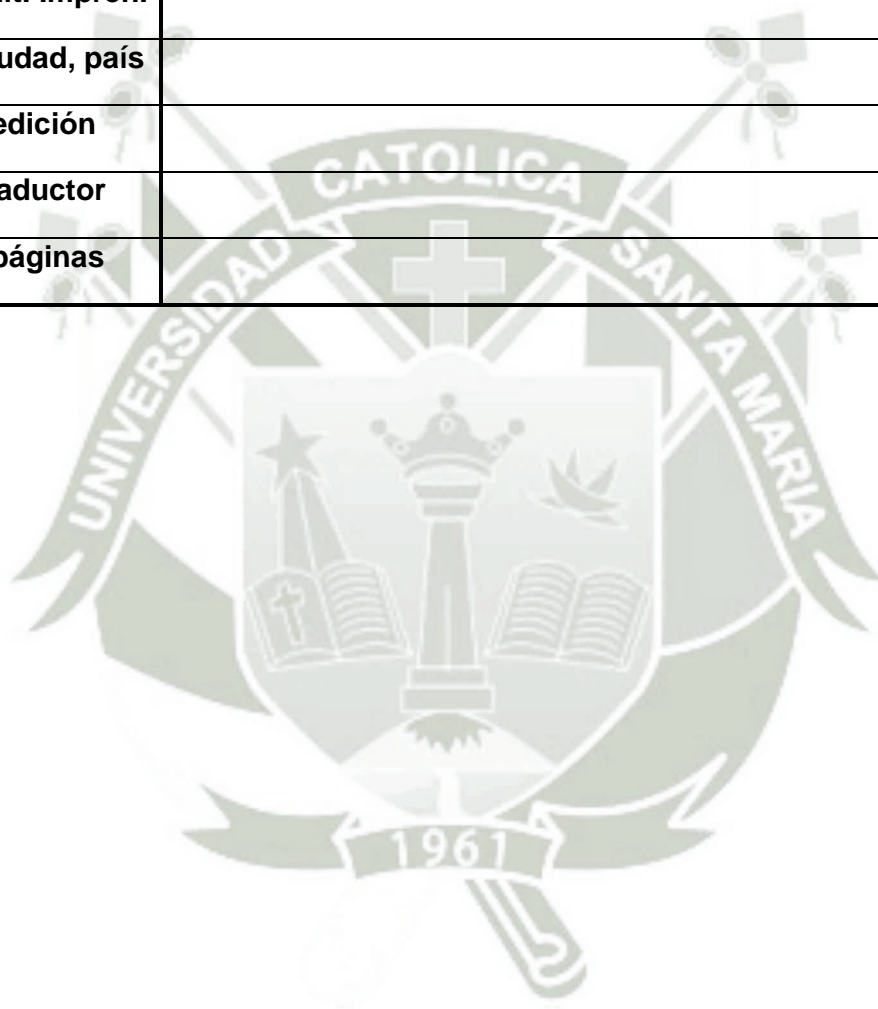 udad, país
edición
aductor
páginas
CATOLICA
UNIVERSIDAD
SANTA MARIA
1961